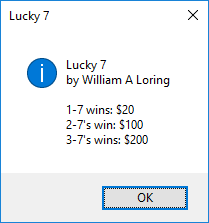 Lucky 7
Lucky 7
by William A Loring
1-7 wins: $20
2-7's win: $100
3-7's win: $200
OK